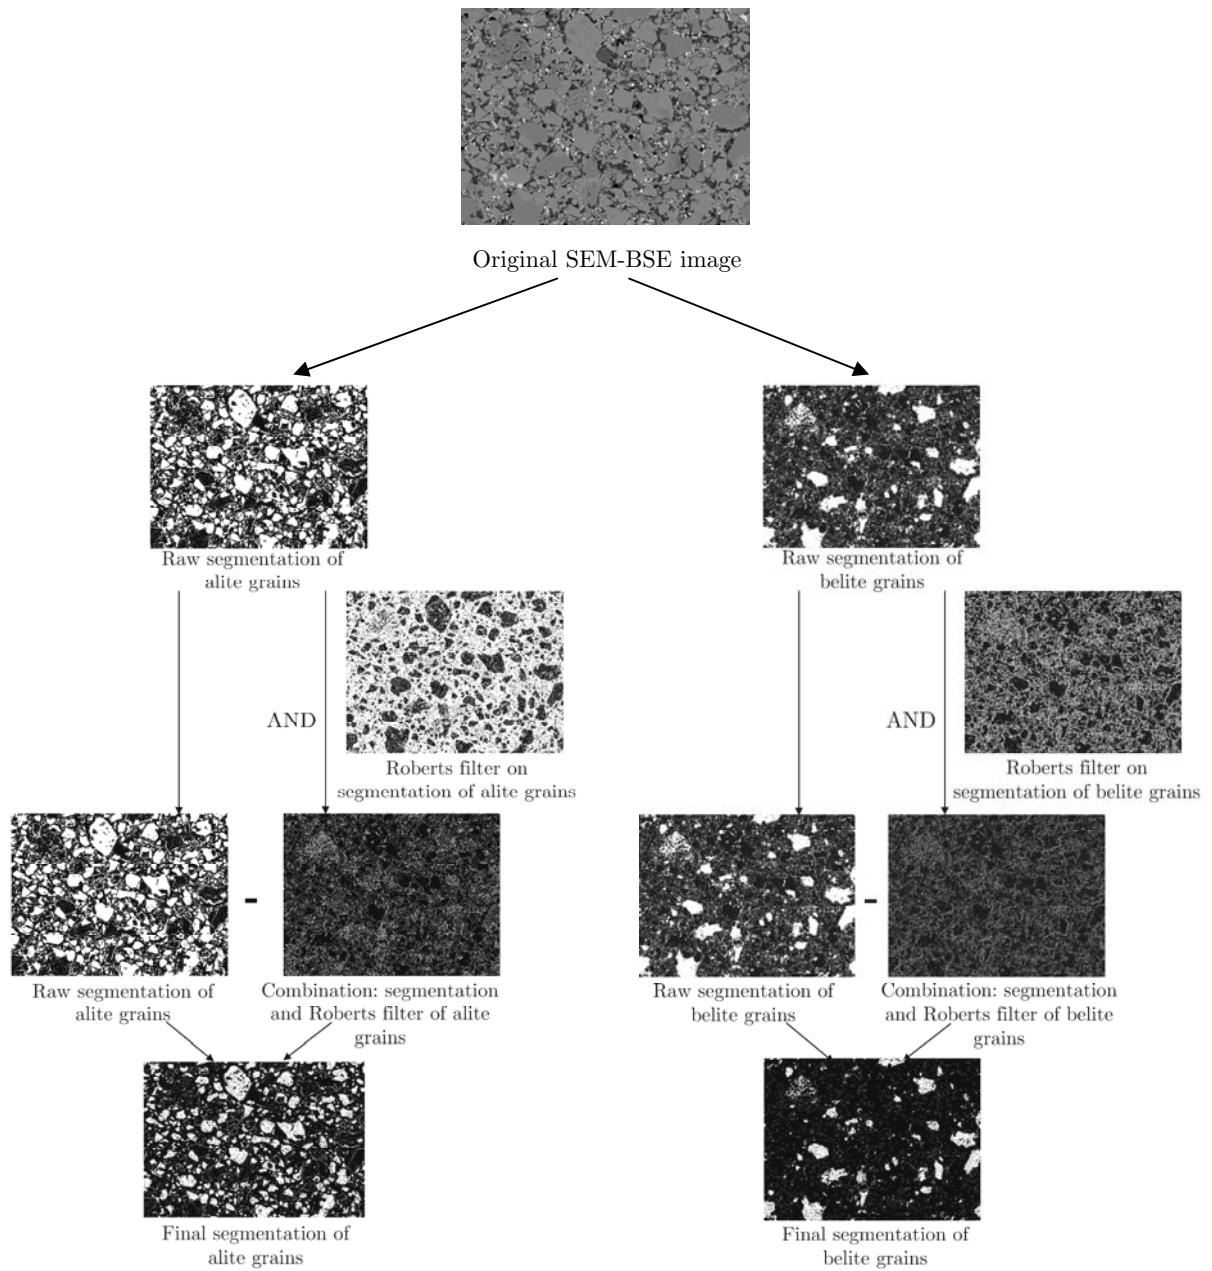 Original SEM-BSE image
Raw segmentation of
alite grains
Raw segmentation of
belite grains
AND
Roberts filter on
segmentation of alite grains
AND
Roberts filter on
segmentation of belite grains
-
-
Raw segmentation of
alite grains
Combination: segmentation
and Roberts filter of alite
grains
Raw segmentation of
belite grains
Combination: segmentation
and Roberts filter of belite
grains
Final segmentation of
alite grains
Final segmentation of
belite grains